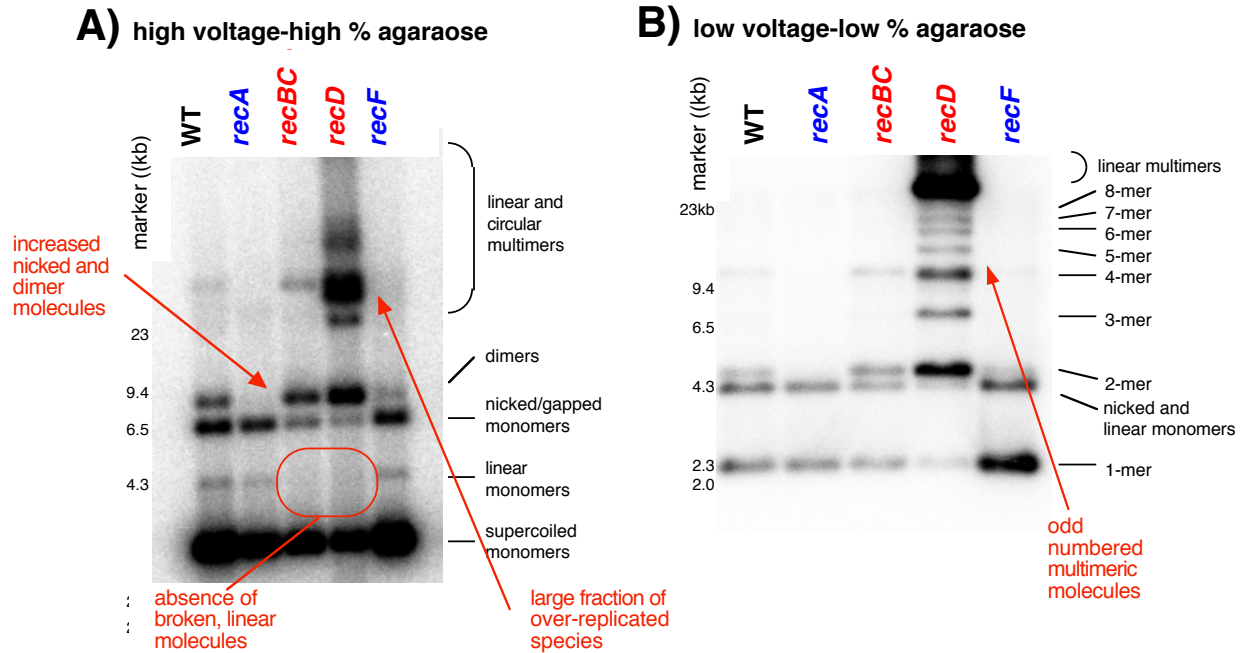 A) high voltage-high % agaraose
WT
recA
recBC
recD
recF
marker ((kb)
23
9.4
6.5
4.3
linear and
circular
multimers
dimers
nicked/gapped
monomers
linear
monomers
supercoiled
monomers
increased
nicked and
dimer
molecules
absence of
broken, linear
molecules
large fraction of
over-replicated
species
B) low voltage-low % agaraose
WT
recA
recBC
recD
recF
marker ((kb)
23kb
9.4
6.5
4.3
2.3
2.0
linear multimers
8-mer
7-mer
6-mer
5-mer
4-mer
3-mer
2-mer
nicked and
linear monomers
1-mer
odd
numbered
multimeric
molecules